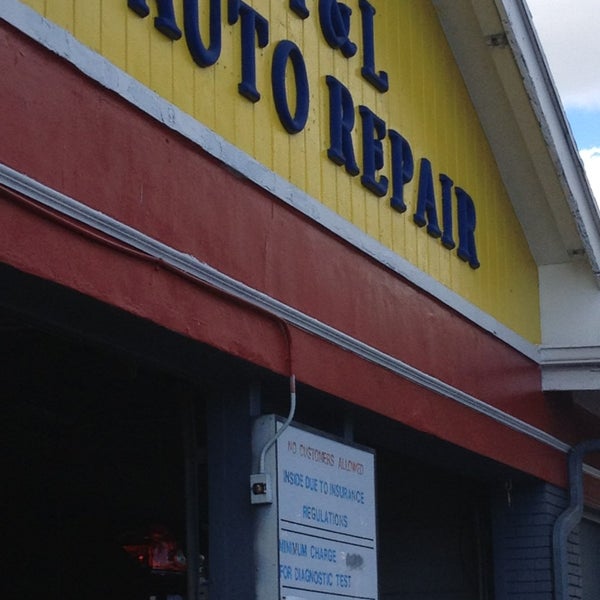 &L
AUTO REPAIR
NO CUSTOMERS ALLOWED
INSIDE DUE TO INSURANCE
REGULATIONS
MINIMUM CHARGE
FOR DIAGNOSTIC TEST